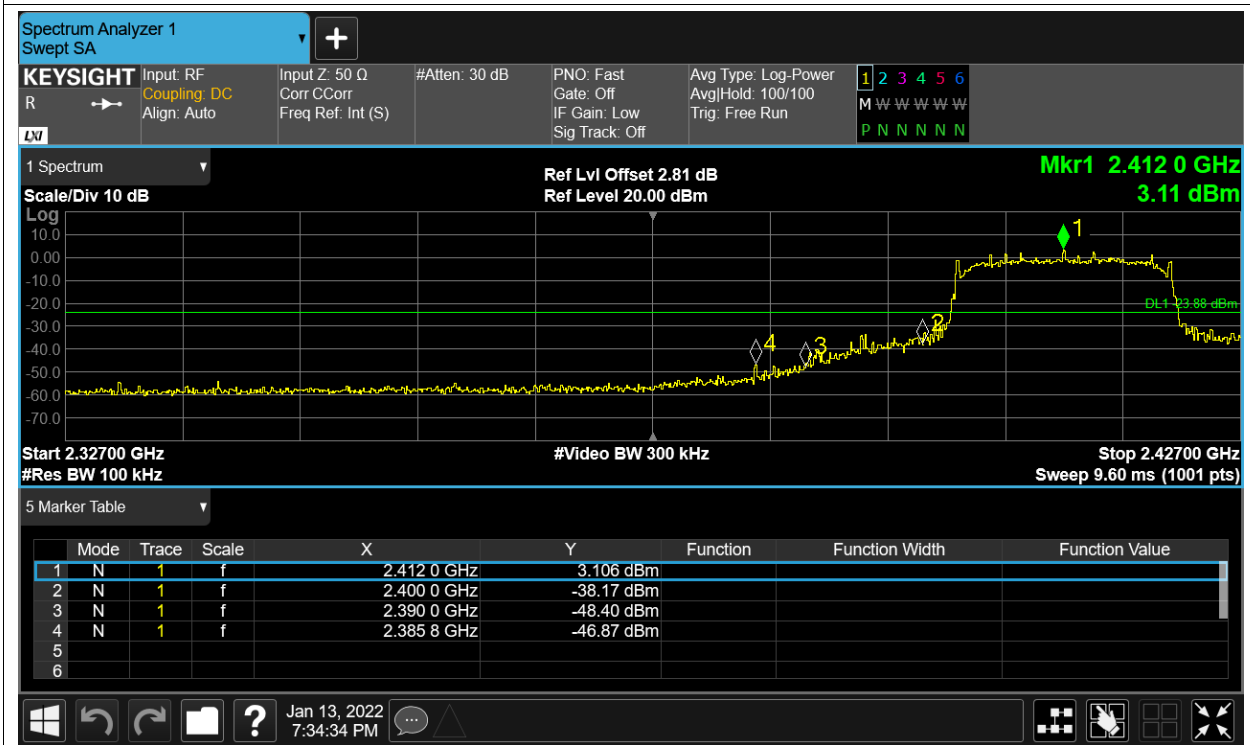 Spectrum Analyzer 1
Swept SA
+
KEYSIGHT Input: RF Input Z: 50 Ω #Atten: 30 dB PNO: Fast Avg Type: Log-Power 1 2 3 4 5 6
R Coupling: DC Corr CCorr Gate: Off Avg|Hold: 100/100 M W W W W W
Align: Auto Freq Ref: Int (S) IF Gain: Low Trig: Free Run
LXI Sig Track: Off P N N N N N
1 Spectrum Ref Lvl Offset 2.81 dB Mkr1 2.412 0 GHz
Scale/Div 10 dB Ref Level 20.00 dBm 3.11 dBm
Log
10.0
0.00
-10.0
-20.0
-30.0
-40.0
-50.0
-60.0
-70.0
1
DL1 -23.88 dBm
2
4 3
Start 2.32700 GHz #Video BW 300 kHz Stop 2.42700 GHz
#Res BW 100 kHz Sweep 9.60 ms (1001 pts)
5 Marker Table
Mode Trace Scale X Y Function Function Width Function Value
1 N 1 f 2.412 0 GHz 3.106 dBm
2 N 1 f 2.400 0 GHz -38.17 dBm
3 N 1 f 2.390 0 GHz -48.40 dBm
4 N 1 f 2.385 8 GHz -46.87 dBm
5
6
? Jan 13, 2022
7:34:34 PM